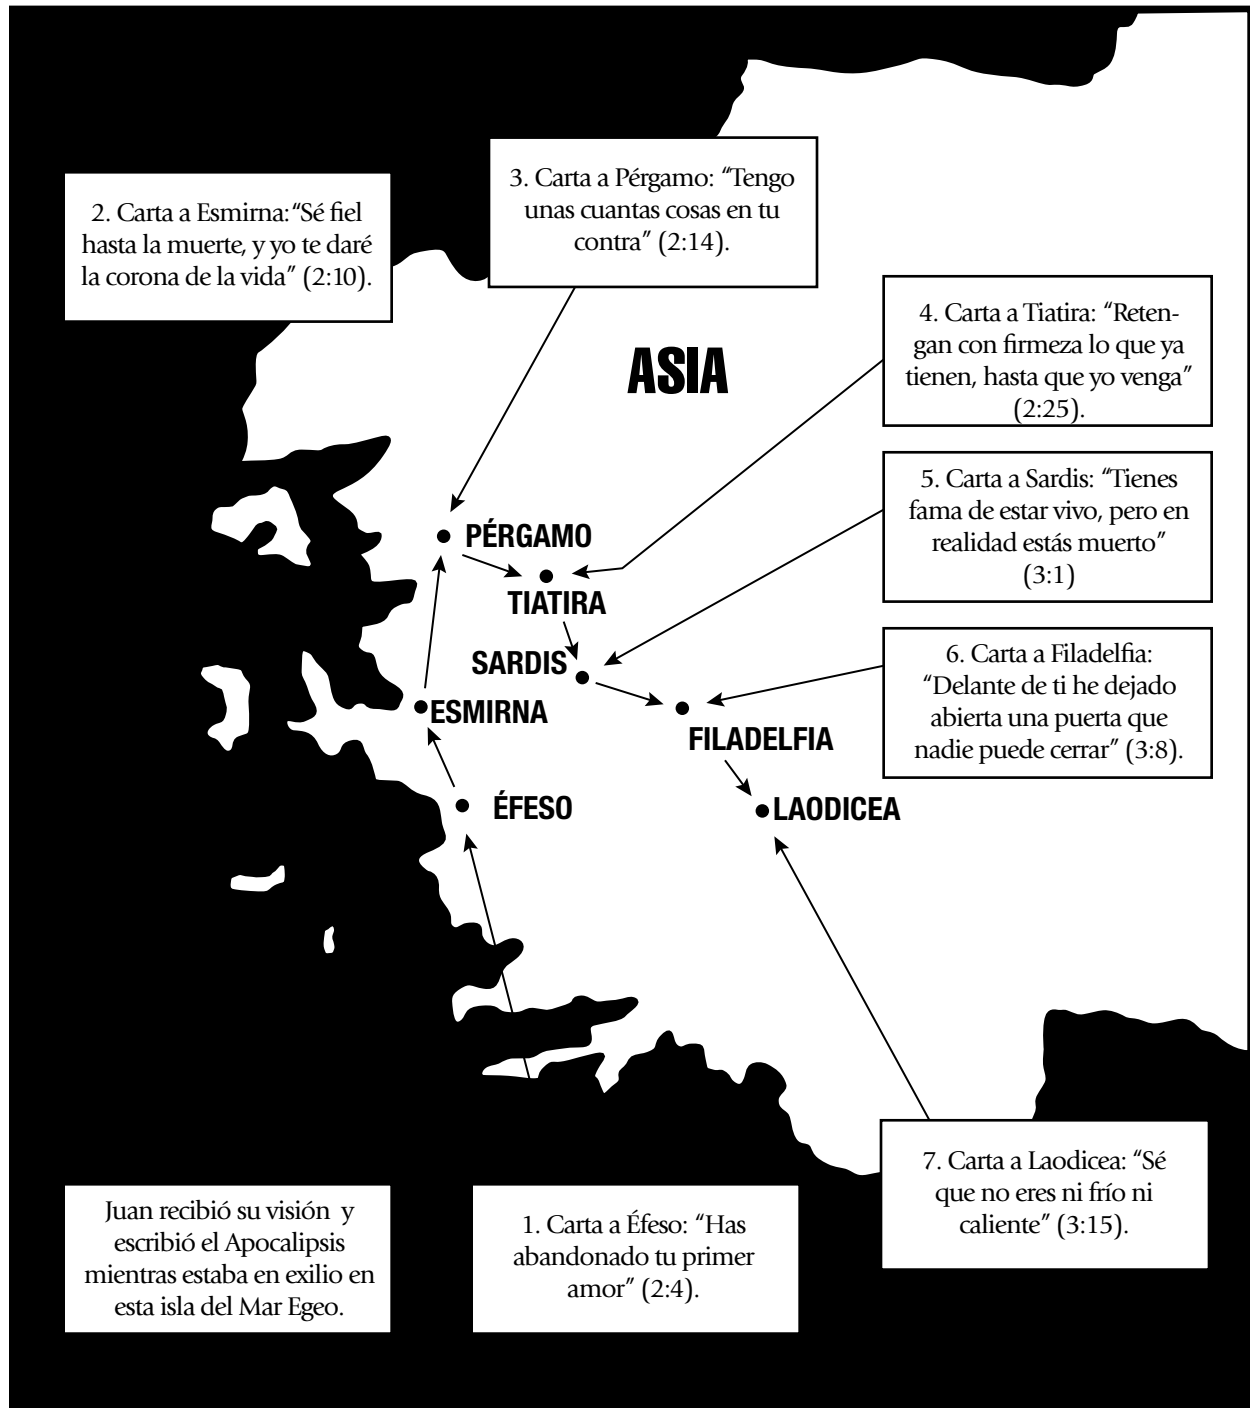 3. Carta a Pérgamo: “Tengo
unas cuantas cosas en tu
contra” (2:14).
2. Carta a Esmirna: “Sé fiel
hasta la muerte, y yo te daré
la corona de la vida” (2:10).
4. Carta a Tiatira: “Reten-
gan con firmeza lo que ya
tienen, hasta que yo venga”
(2:25).
ASIA
5. Carta a Sardis: “Tienes
fama de estar vivo, pero en
realidad estás muerto”
(3:1)
PÉRGAMO
TIATIRA
SARDIS
6. Carta a Filadelfia:
“Delante de ti he dejado
abierta una puerta que
nadie puede cerrar” (3:8).
ESMIRNA
FILADELFIA
ÉFESO
LAODICEA
7. Carta a Laodicea: “Sé
que no eres ni frío ni
caliente” (3:15).
Juan recibió su visión y
escribió el Apocalipsis
mientras estaba en exilio en
esta isla del Mar Egeo.
1. Carta a Éfeso: “Has
abandonado tu primer
amor” (2:4).